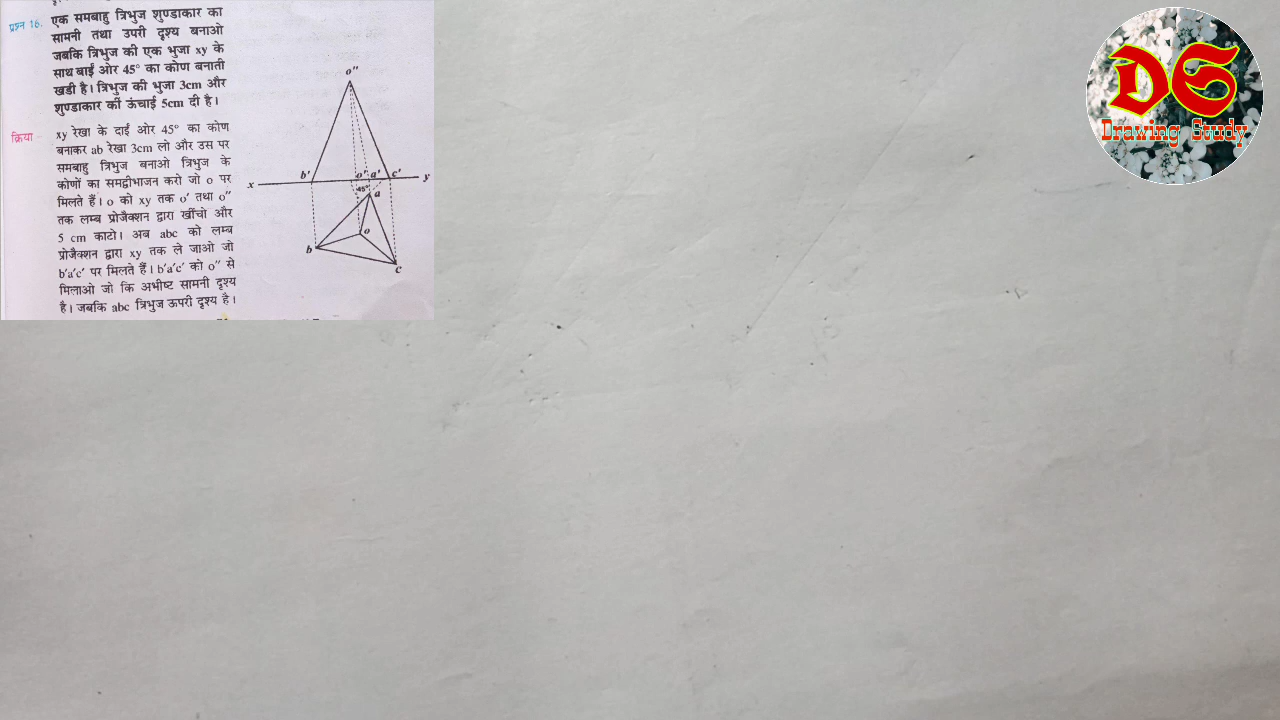 प्रश्न 16.
एक समबाहु त्रिभुज शुण्डाकार का
सामनी तथा उपरी दृश्य बनाओ
जबकि त्रिभुज की एक भुजा xy के
साथ बाईं ओर 45° का कोण बनाती
खडी है। त्रिभुज की भुजा 3cm और
शुण्डाकार की ऊंचाई 5cm दी है।
क्रिया -
xy रेखा के दाईं ओर 45° का कोण
बनाकर ab रेखा 3cm लो और उस पर
समबाहु त्रिभुज बनाओ त्रिभुज के
कोणों का समद्वीभाजन करो जो o पर
मिलते हैं। o को xy तक o′ तथा o′′
तक लम्ब प्रोजैक्शन द्वारा खींचो और
5 cm काटो। अब abc को लम्ब
प्रोजैक्शन द्वारा xy तक ले जाओ जो
b′a′c′ पर मिलते हैं। b′a′c′ को o′′ से
मिलाओ जो कि अभीष्ट सामनी दृश्य
है। जबकि abc त्रिभुज ऊपरी दृश्य है।
o′′
x b′ o′′ a′ c′ y
45°
a
o
b
c
DS
Drawing Study